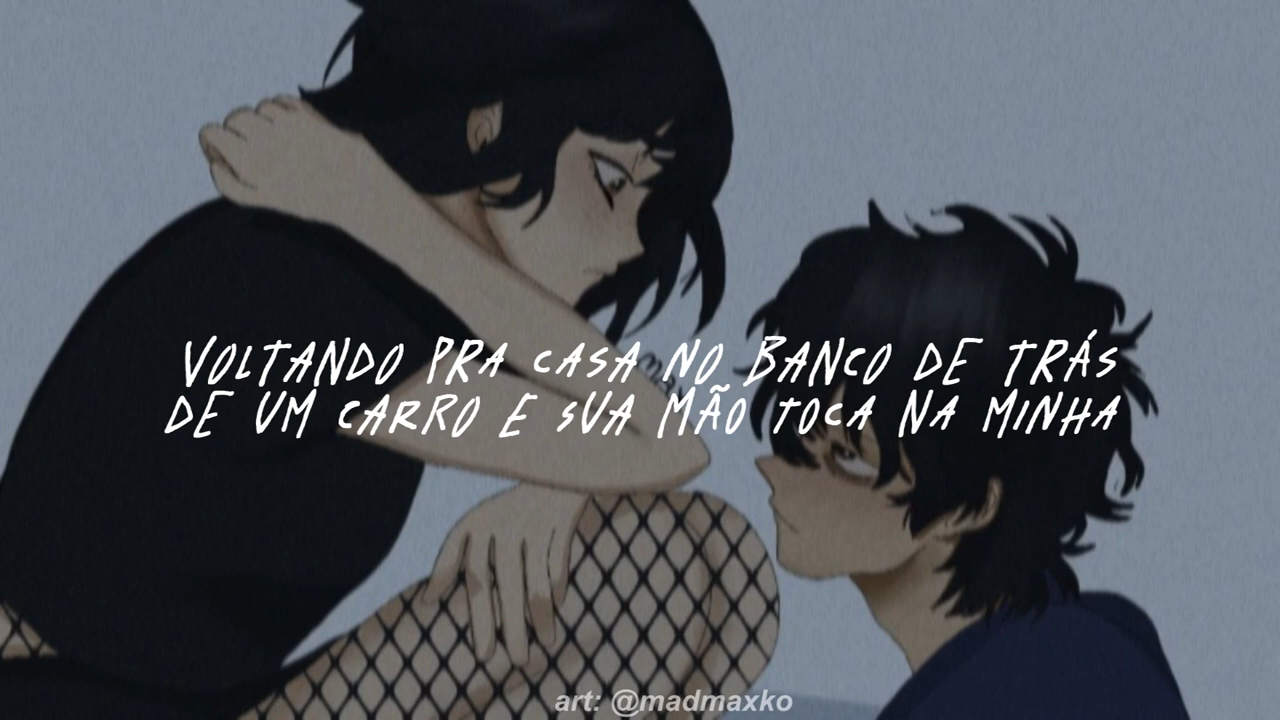 VOLTANDO PRA CASA NO BANCO DE TRÁS
DE UM CARRO E SUA MÃO TOCA NA MINHA
art: @madmaxko